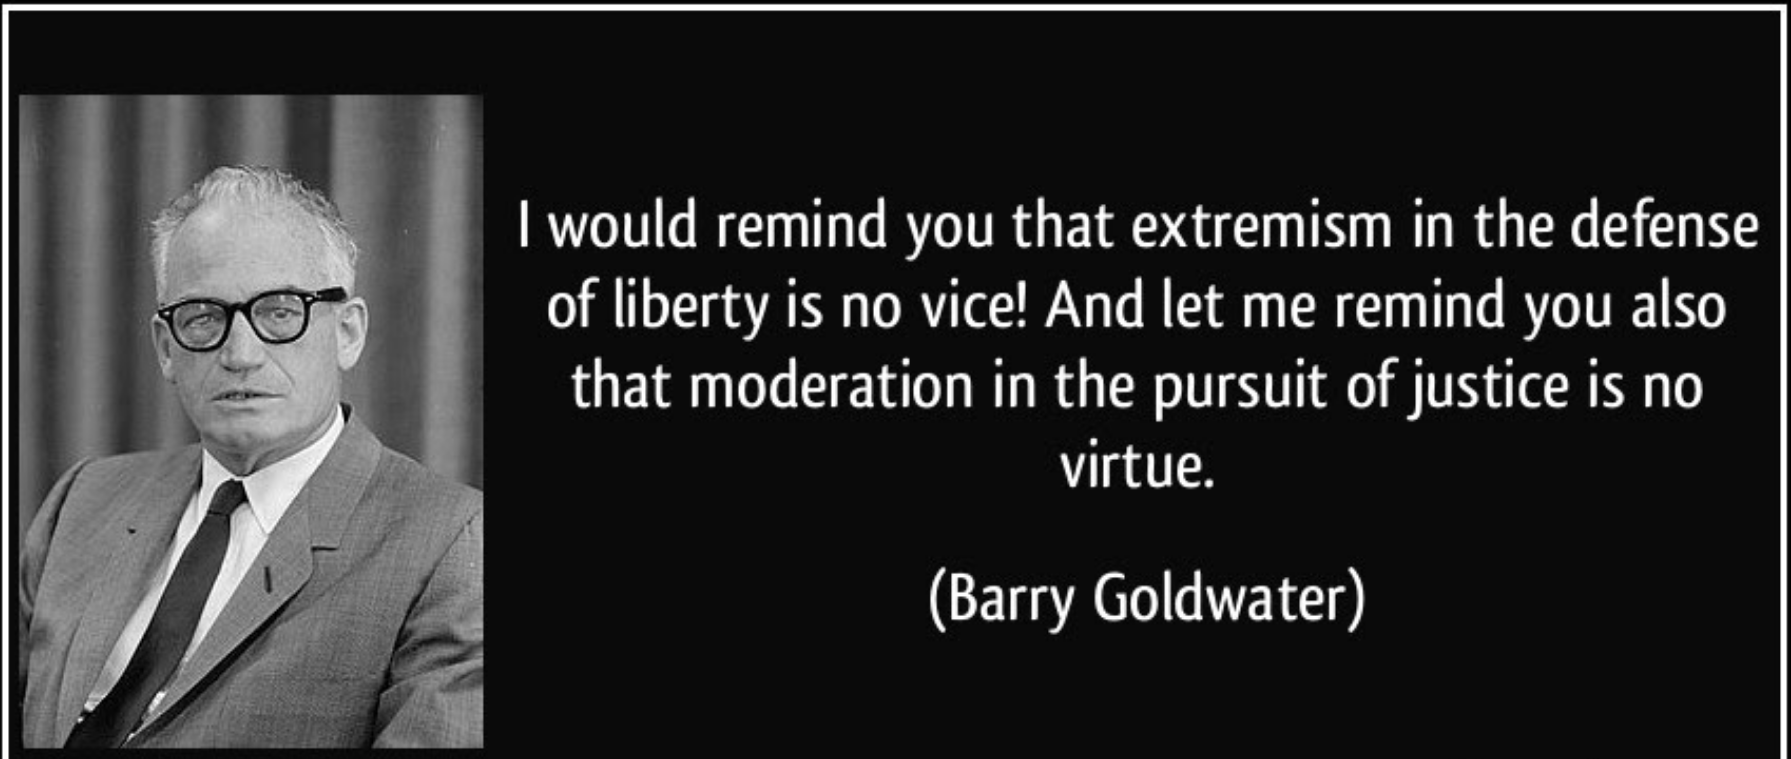 I would remind you that extremism in the defense
of liberty is no vice! And let me remind you also
that moderation in the pursuit of justice is no
virtue.
(Barry Goldwater)